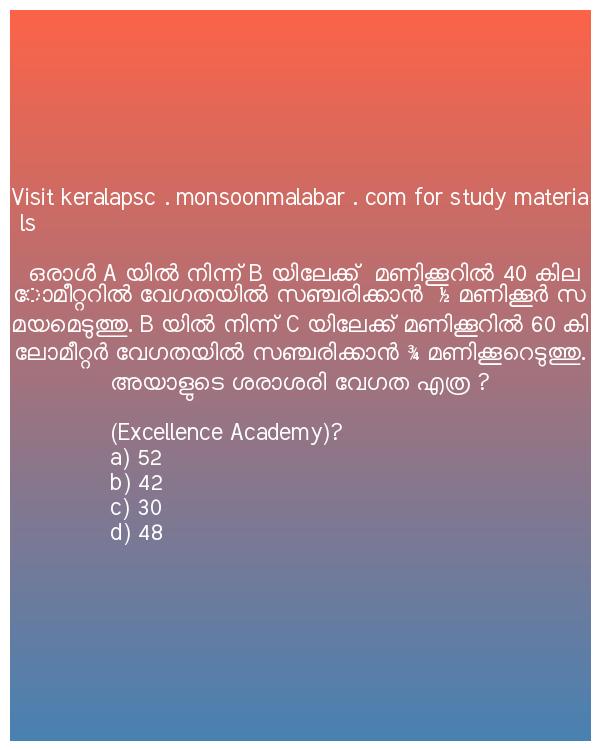 Visit keralapsc . monsoonmalabar . com for study materia
ls
ഒരാൾ A യിൽ നിന്ന് B യിലേക്ക്  മണിക്കൂറിൽ 40 കില
ോമീറ്ററിൽ വേഗതയിൽ സഞ്ചരിക്കാൻ  ½ മണിക്കൂർ സ
മയമെടുത്തു. B യിൽ നിന്ന് C യിലേക്ക് മണിക്കൂറിൽ 60 കി
ലോമീറ്റർ വേഗതയിൽ സഞ്ചരിക്കാൻ ¾ മണിക്കൂറെടുത്തു.
അയാളുടെ ശരാശരി വേഗത എത്ര ?
(Excellence Academy)?
a) 52
b) 42
c) 30
d) 48